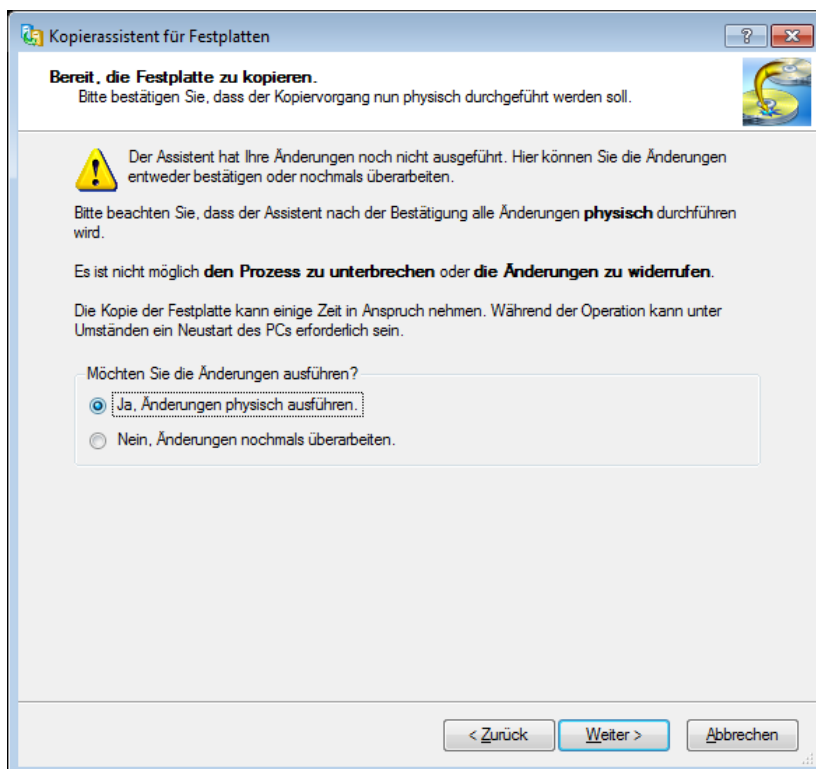 Kopierassistent für Festplatten
Bereit, die Festplatte zu kopieren.
Bitte bestätigen Sie, dass der Kopiervorgang nun physisch durchgeführt werden soll.
Der Assistent hat Ihre Änderungen noch nicht ausgeführt. Hier können Sie die Änderungen
entweder bestätigen oder nochmals überarbeiten.
Bitte beachten Sie, dass der Assistent nach der Bestätigung alle Änderungen physisch durchführen
wird.
Es ist nicht möglich den Prozess zu unterbrechen oder die Änderungen zu widerrufen.
Die Kopie der Festplatte kann einige Zeit in Anspruch nehmen. Während der Operation kann unter
Umständen ein Neustart des PCs erforderlich sein.
Möchten Sie die Änderungen ausführen?
Ja, Änderungen physisch ausführen.
Nein, Änderungen nochmals überarbeiten.
< Zurück Weiter > Abbrechen